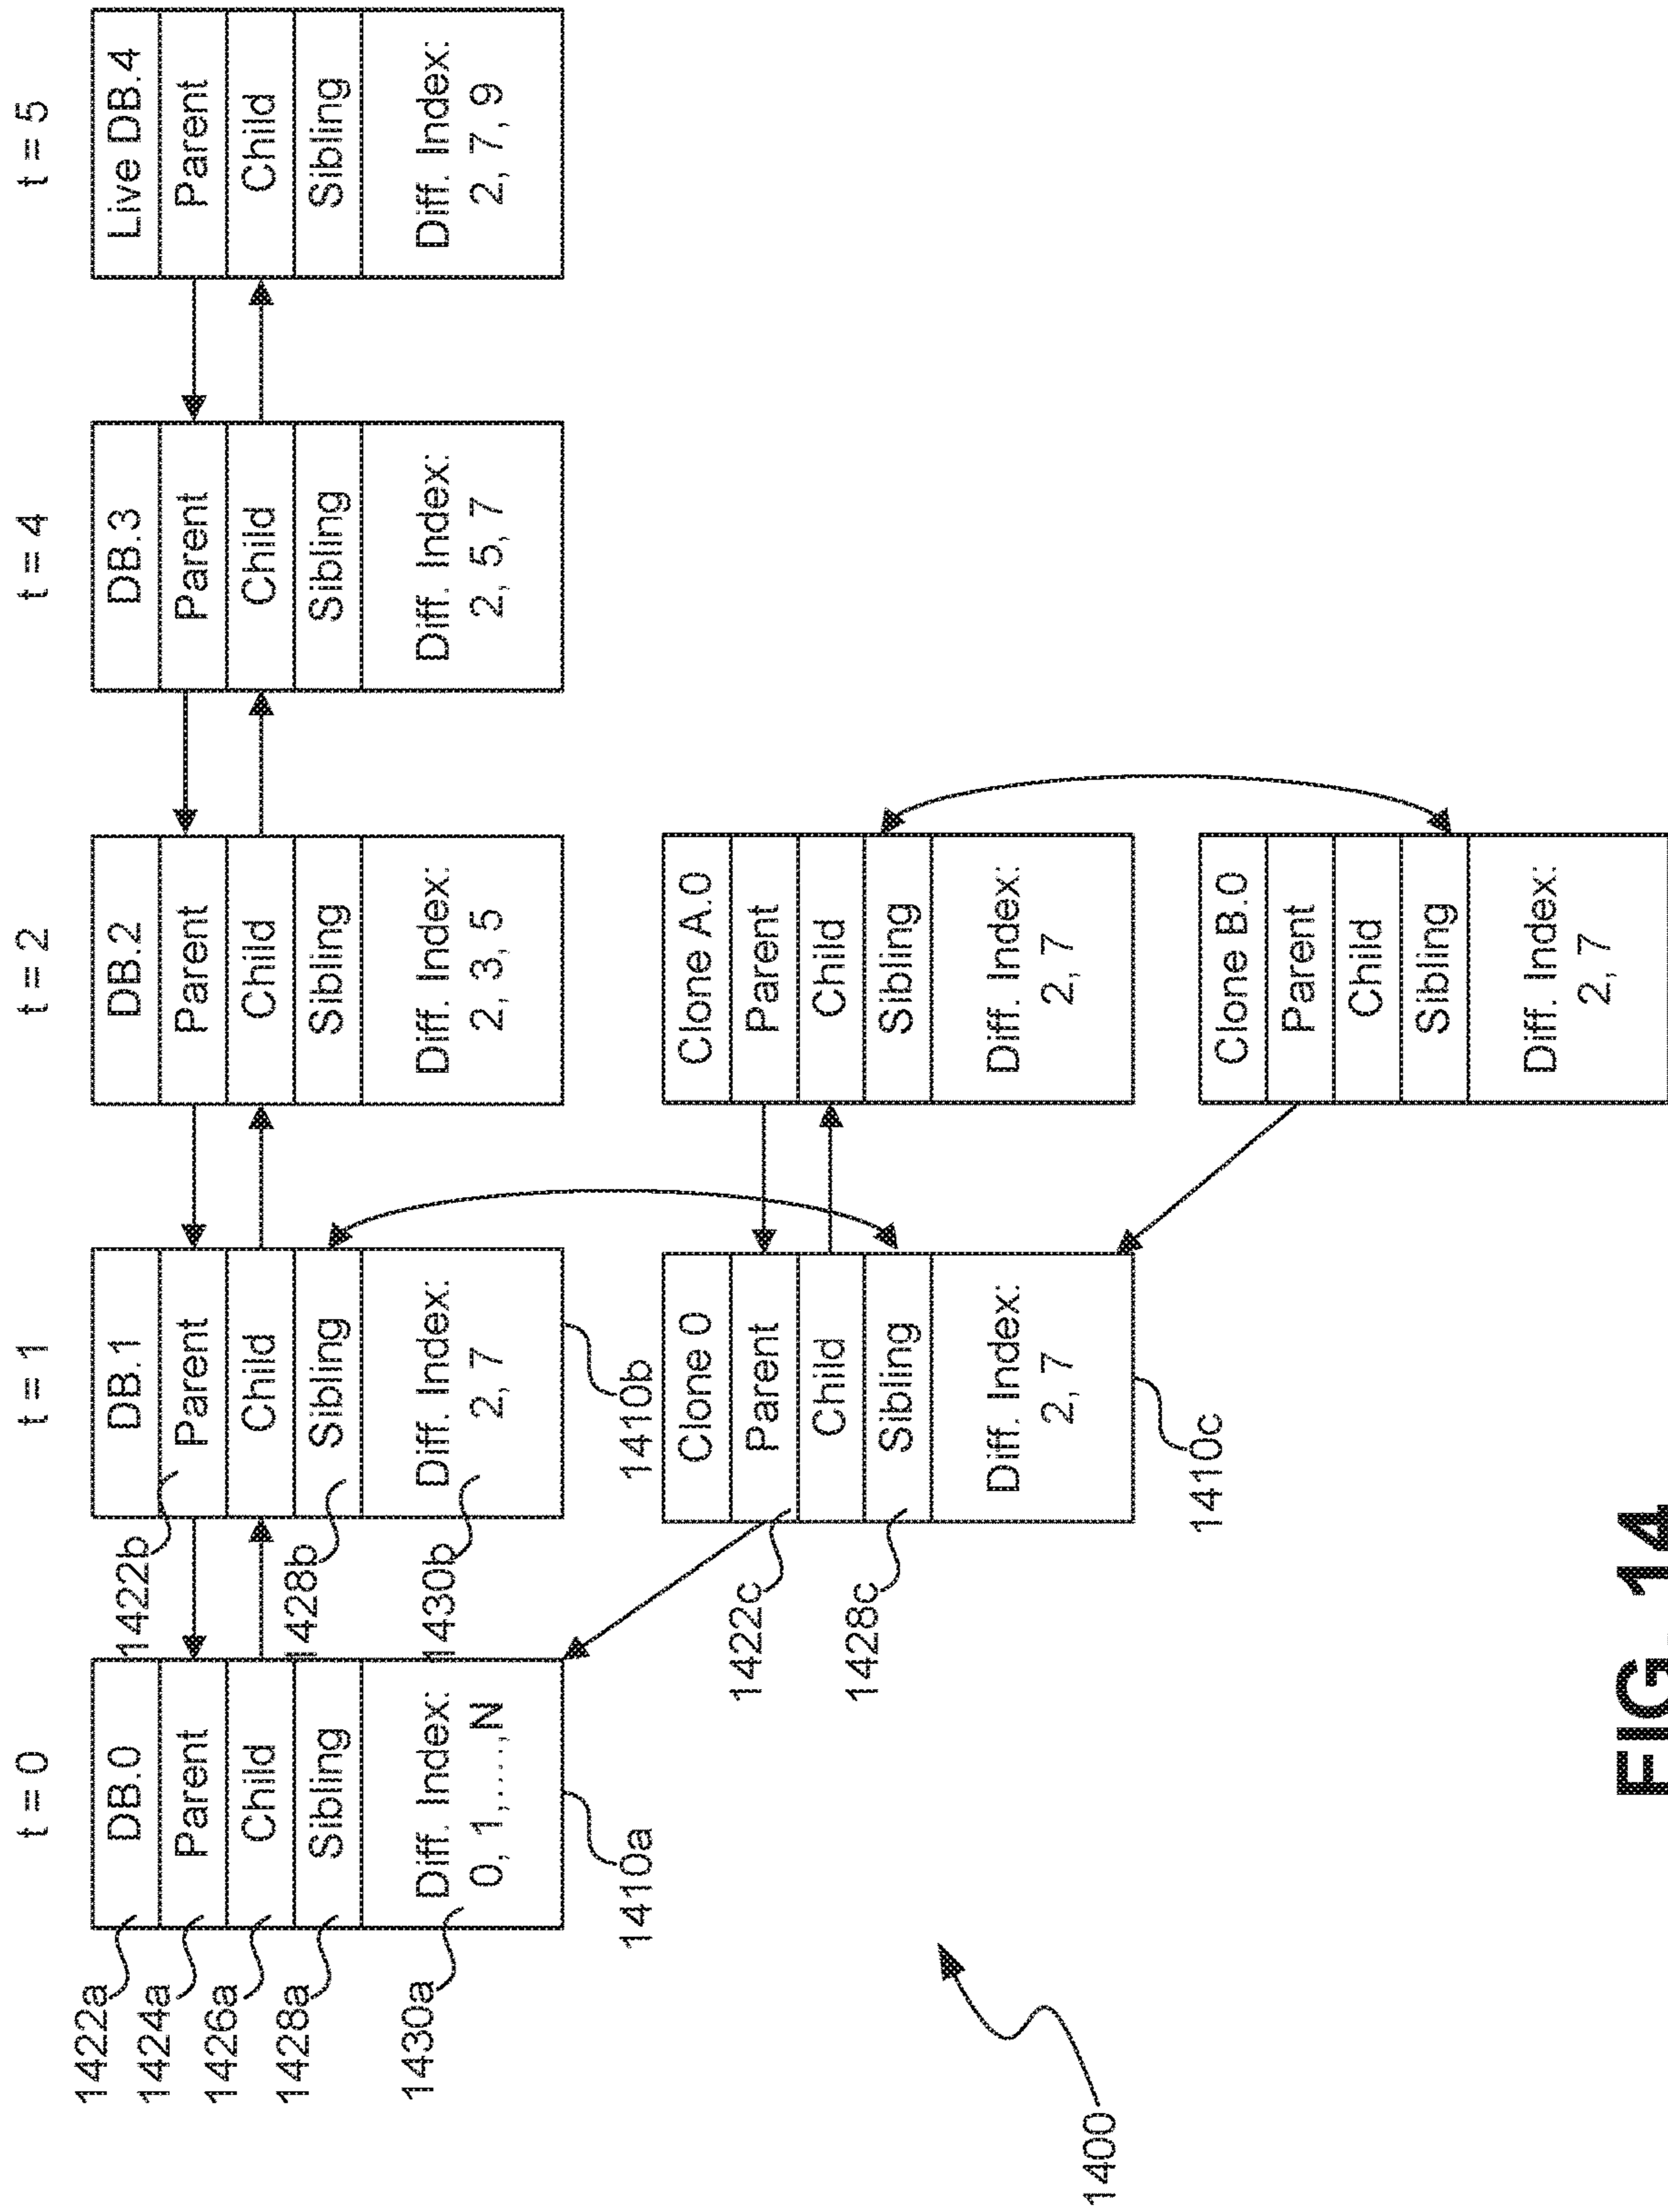 t = 0
t = 1
t = 2
t = 4
t = 5
1422a
1424a
1426a
1428a
1430a
DB.0
Parent
Child
Sibling
Diff. Index:
0, 1,....,N
1410a
1422b
1428b
1430b
DB.1
Parent
Child
Sibling
Diff. Index:
2, 7
1410b
DB.2
Parent
Child
Sibling
Diff. Index:
2, 3, 5
DB.3
Parent
Child
Sibling
Diff. Index:
2, 5, 7
Live DB.4
Parent
Child
Sibling
Diff. Index:
2, 7, 9
1422c
1428c
Clone 0
Parent
Child
Sibling
Diff. Index:
2, 7
1410c
Clone A.0
Parent
Child
Sibling
Diff. Index:
2, 7
Clone B.0
Parent
Child
Sibling
Diff. Index:
2, 7
1400
FIG. 14